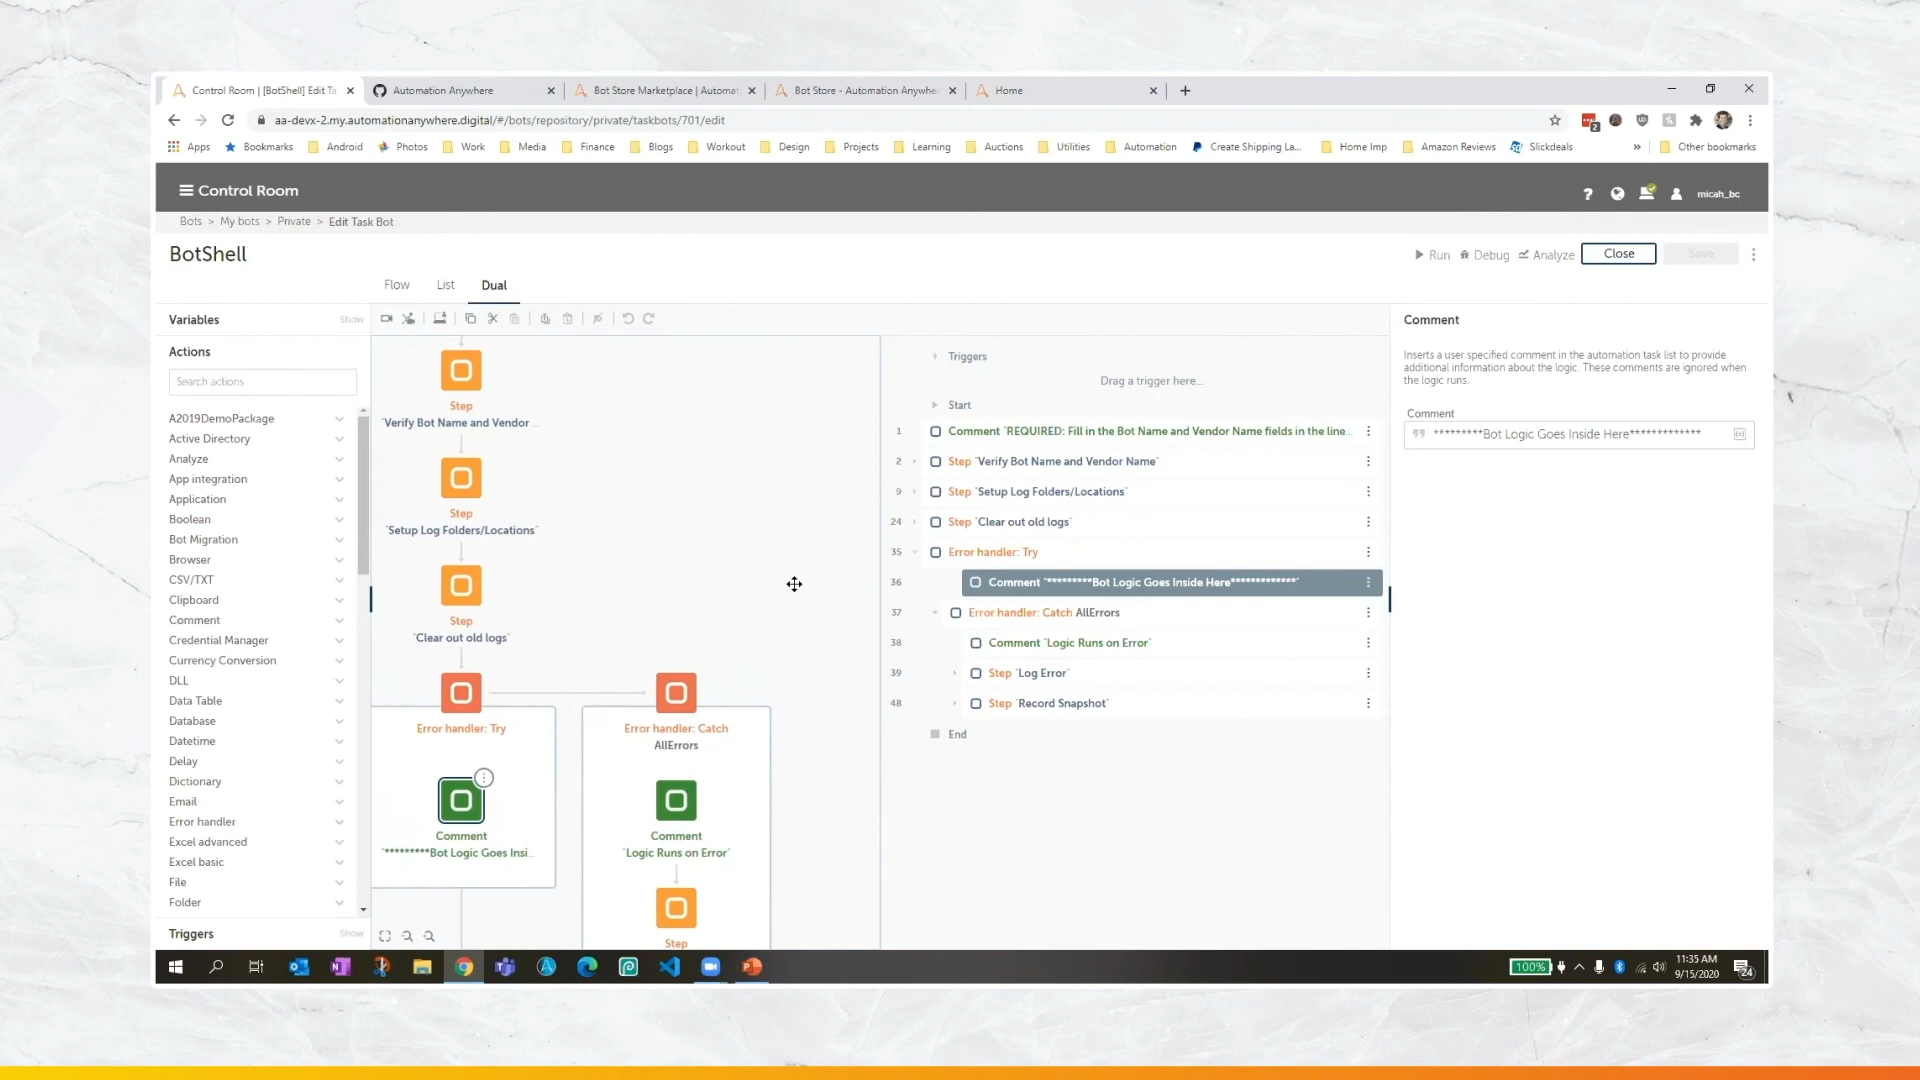 Control Room | [BotShell] Edit Ta
Automation Anywhere
Bot Store Marketplace | Automat
Bot Store - Automation Anywhe
Home
aa-devx-2.my.automationanywhere.digital/#/bots/repository/private/taskbots/701/edit
2
Apps
Bookmarks
Android
Photos
Work
Media
Finance
Blogs
Workout
Design
Projects
Learning
Auctions
Utilities
Automation
Create Shipping La...
Home Imp
Amazon Reviews
Slickdeals
»
Other bookmarks
Control Room
?
micah_bc
Bots > My bots > Private > Edit Task Bot
BotShell
Run
Debug
Analyze
Close
Save
Flow
List
Dual
Variables
Show
Actions
Search actions
A2019DemoPackage
Active Directory
Analyze
App integration
Application
Boolean
Bot Migration
Browser
CSV/TXT
Clipboard
Comment
Credential Manager
Currency Conversion
DLL
Data Table
Database
Datetime
Delay
Dictionary
Email
Error handler
Excel advanced
Excel basic
File
Folder
Triggers
Show
Step
"Verify Bot Name and Vendor ...
Step
"Setup Log Folders/Locations"
Step
"Clear out old logs"
Error handler: Try
Comment
"*********Bot Logic Goes Insi...
Error handler: Catch
AllErrors
Comment
"Logic Runs on Error"
Step
Triggers
Drag a trigger here...
Start
1 Comment "REQUIRED: Fill in the Bot Name and Vendor Name fields in the line...
2 Step "Verify Bot Name and Vendor Name"
9 Step "Setup Log Folders/Locations"
24 Step "Clear out old logs"
35 Error handler: Try
36 Comment "*********Bot Logic Goes Inside Here*************"
37 Error handler: Catch AllErrors
38 Comment "Logic Runs on Error"
39 Step "Log Error"
48 Step "Record Snapshot"
End
Comment
Inserts a user specified comment in the automation task list to provide
additional information about the logic. These comments are ignored when
the logic runs.
Comment
*********Bot Logic Goes Inside Here*************
100%
11:35 AM
9/15/2020
24